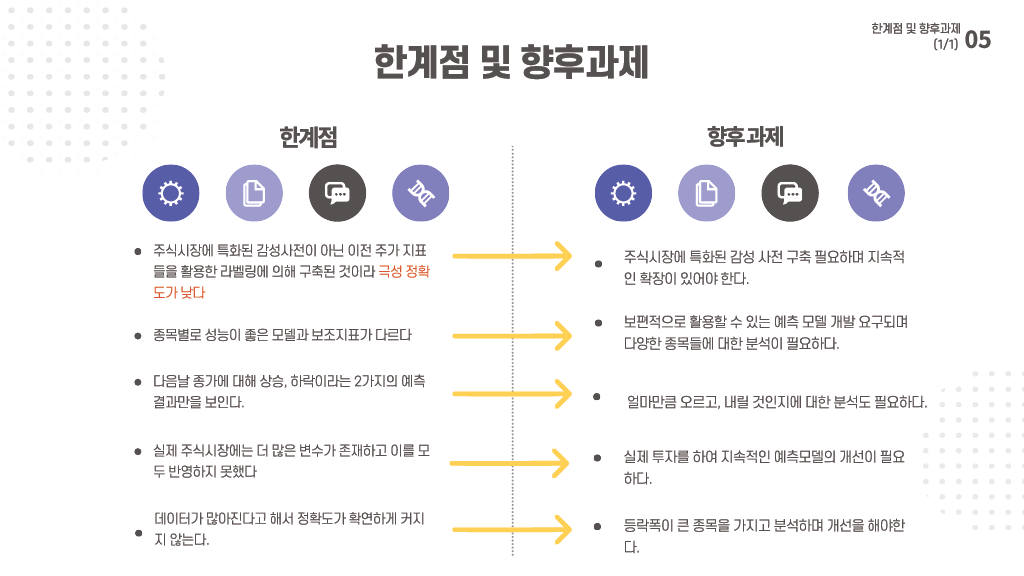 한계점 및 향후과제
(1/1) 05
한계점 및 향후과제
한계점
주식시장에 특화된 감성사전이 아닌 이전 주가 지표
들을 활용한 라벨링에 의해 구축된 것이라 극성 정확
도가 낮다
종목별로 성능이 좋은 모델과 보조지표가 다르다
다음날 종가에 대해 상승, 하락이라는 2가지의 예측
결과만을 보인다.
실제 주식시장에는 더 많은 변수가 존재하고 이를 모
두 반영하지 못했다
데이터가 많아진다고 해서 정확도가 확연하게 커지
지 않는다.
향후과제
주식시장에 특화된 감성 사전 구축 필요하며 지속적
인 확장이 있어야 한다.
보편적으로 활용할 수 있는 예측 모델 개발 요구되며
다양한 종목들에 대한 분석이 필요하다.
얼마만큼 오르고, 내릴 것인지에 대한 분석도 필요하다.
실제 투자를 하여 지속적인 예측모델의 개선이 필요
하다.
등락폭이 큰 종목을 가지고 분석하며 개선을 해야한
다.